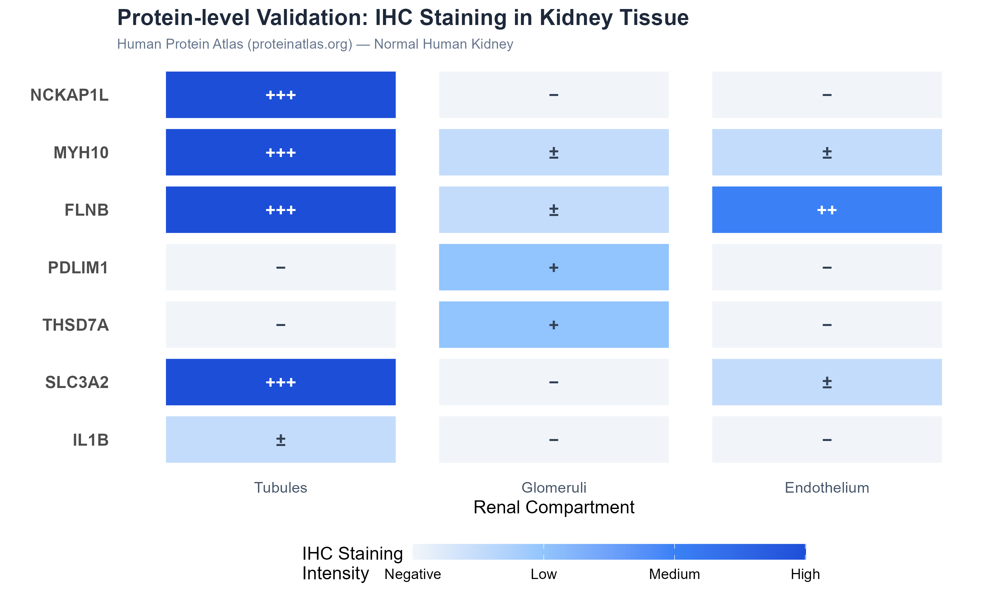 Protein-level Validation: IHC Staining in Kidney Tissue
Human Protein Atlas (proteinatlas.org) — Normal Human Kidney
NCKAP1L +++ − −
MYH10 +++ ± ±
FLNB +++ ± ++
PDLIM1 − + −
THSD7A − + −
SLC3A2 +++ − ±
IL1B ± − −
Tubules Glomeruli Endothelium
Renal Compartment
IHC Staining
Intensity
Negative Low Medium High